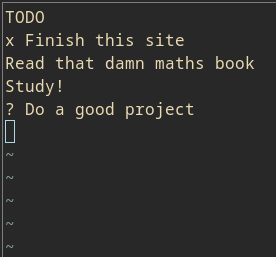 TODO
x Finish this site
Read that damn maths book
Study!
? Do a good project
~
~
~
~
~